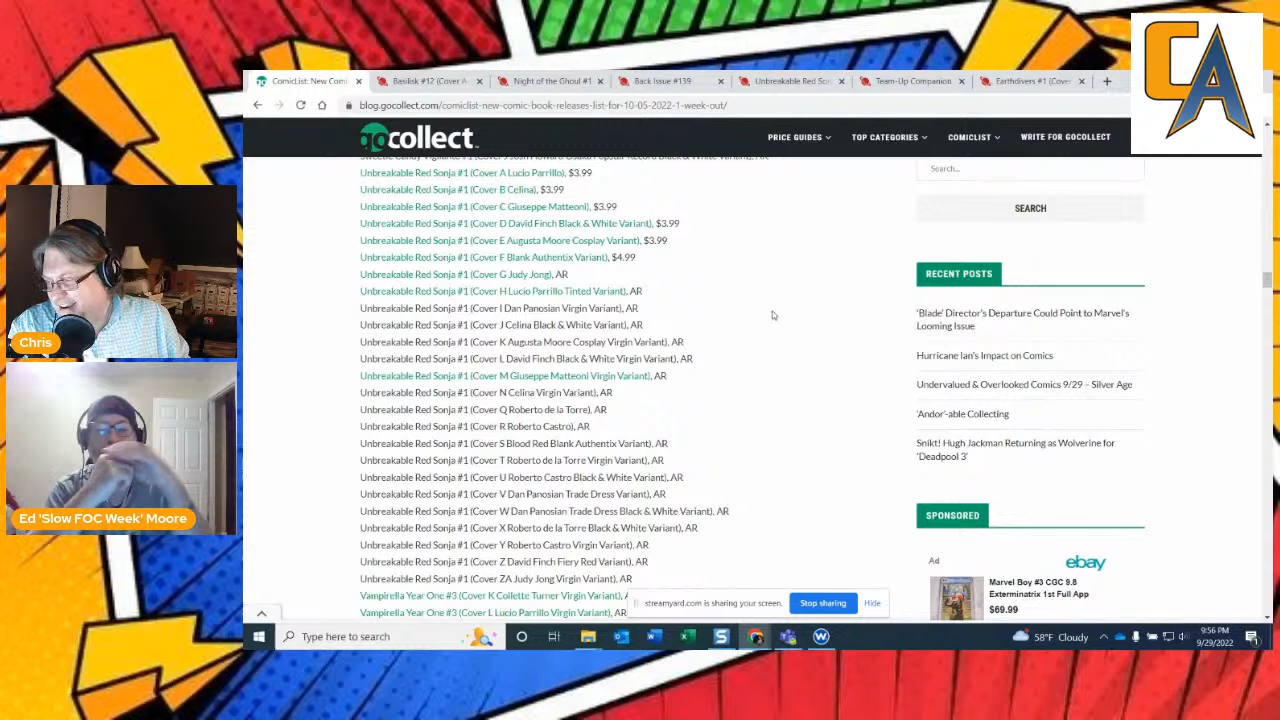 CA
ComicList: New Comi
Basilisk #12 (Cover A
Night of the Ghoul #1
Back Issue #139
Unbreakable Red Son
Team-Up Companion
Earthdivers #1 (Cover
blog.gocollect.com/comiclist-new-comic-book-releases-list-for-10-05-2022-1-week-out/
gocollect
PRICE GUIDES
TOP CATEGORIES
COMICLIST
WRITE FOR GOCOLLECT
Sweetie Candy Vigilante #1 (Cover J Josh Howard Osaka Popstar Record Black & White Variant), AR
Unbreakable Red Sonja #1 (Cover A Lucio Parrillo), $3.99
Unbreakable Red Sonja #1 (Cover B Celina), $3.99
Unbreakable Red Sonja #1 (Cover C Giuseppe Matteoni), $3.99
Unbreakable Red Sonja #1 (Cover D David Finch Black & White Variant), $3.99
Unbreakable Red Sonja #1 (Cover E Augusta Moore Cosplay Variant), $3.99
Unbreakable Red Sonja #1 (Cover F Blank Authentix Variant), $4.99
Unbreakable Red Sonja #1 (Cover G Judy Jong), AR
Unbreakable Red Sonja #1 (Cover H Lucio Parrillo Tinted Variant), AR
Unbreakable Red Sonja #1 (Cover I Dan Panosian Virgin Variant), AR
Unbreakable Red Sonja #1 (Cover J Celina Black & White Variant), AR
Unbreakable Red Sonja #1 (Cover K Augusta Moore Cosplay Virgin Variant), AR
Unbreakable Red Sonja #1 (Cover L David Finch Black & White Virgin Variant), AR
Unbreakable Red Sonja #1 (Cover M Giuseppe Matteoni Virgin Variant), AR
Unbreakable Red Sonja #1 (Cover N Celina Virgin Variant), AR
Unbreakable Red Sonja #1 (Cover Q Roberto de la Torre), AR
Unbreakable Red Sonja #1 (Cover R Roberto Castro), AR
Unbreakable Red Sonja #1 (Cover S Blood Red Blank Authentix Variant), AR
Unbreakable Red Sonja #1 (Cover T Roberto de la Torre Virgin Variant), AR
Unbreakable Red Sonja #1 (Cover U Roberto Castro Black & White Variant), AR
Unbreakable Red Sonja #1 (Cover V Dan Panosian Trade Dress Variant), AR
Unbreakable Red Sonja #1 (Cover W Dan Panosian Trade Dress Black & White Variant), AR
Unbreakable Red Sonja #1 (Cover X Roberto de la Torre Black & White Variant), AR
Unbreakable Red Sonja #1 (Cover Y Roberto Castro Virgin Variant), AR
Unbreakable Red Sonja #1 (Cover Z David Finch Fiery Red Variant), AR
Unbreakable Red Sonja #1 (Cover ZA Judy Jong Virgin Variant), AR
Vampirella Year One #3 (Cover K Collette Turner Virgin Variant),
Vampirella Year One #3 (Cover L Lucio Parrillo Virgin Variant), AR
Search...
SEARCH
RECENT POSTS
'Blade' Director's Departure Could Point to Marvel's
Looming Issue
Hurricane Ian's Impact on Comics
Undervalued & Overlooked Comics 9/29 – Silver Age
'Andor'-able Collecting
Snikt! Hugh Jackman Returning as Wolverine for
'Deadpool 3'
SPONSORED
Ad
ebay
Marvel Boy #3 CGC 9.8
Exterminatrix 1st Full App
$69.99
streamyard.com is sharing your screen.
Stop sharing
Hide
Type here to search
58°F Cloudy
9:56 PM
9/29/2022
Chris
Ed 'Slow FOC Week' Moore